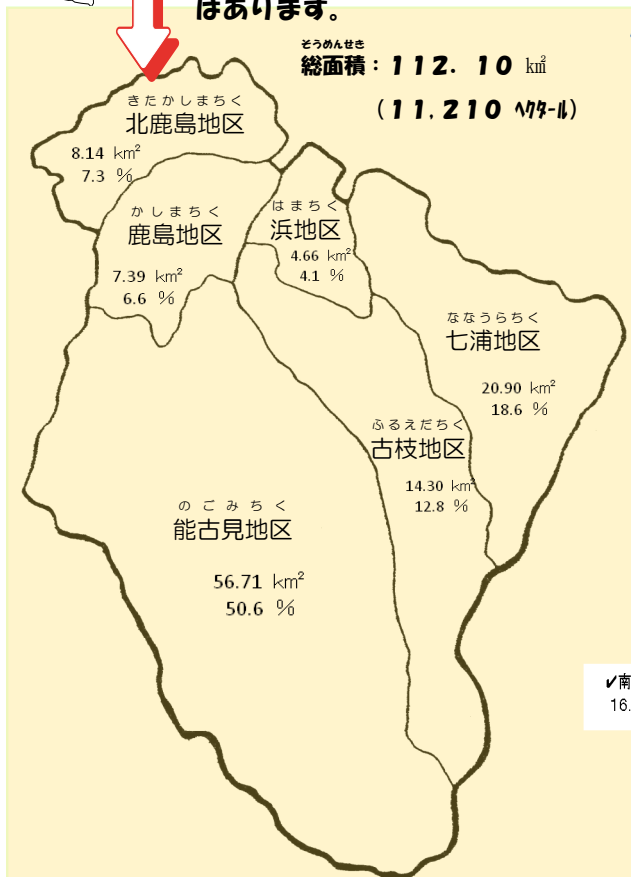 はあります。
そうめんせき
総面積：112.10 ㎢
(11,210 ﾍｸﾀｰﾙ)
きたかしまちく
北鹿島地区
8.14 km²
7.3 %
かしまちく
鹿島地区
7.39 km²
6.6 %
はまちく
浜地区
4.66 km²
4.1 %
ななうらちく
七浦地区
20.90 km²
18.6 %
ふるえだちく
古枝地区
14.30 km²
12.8 %
のごみちく
能古見地区
56.71 km²
50.6 %
✔南
16.